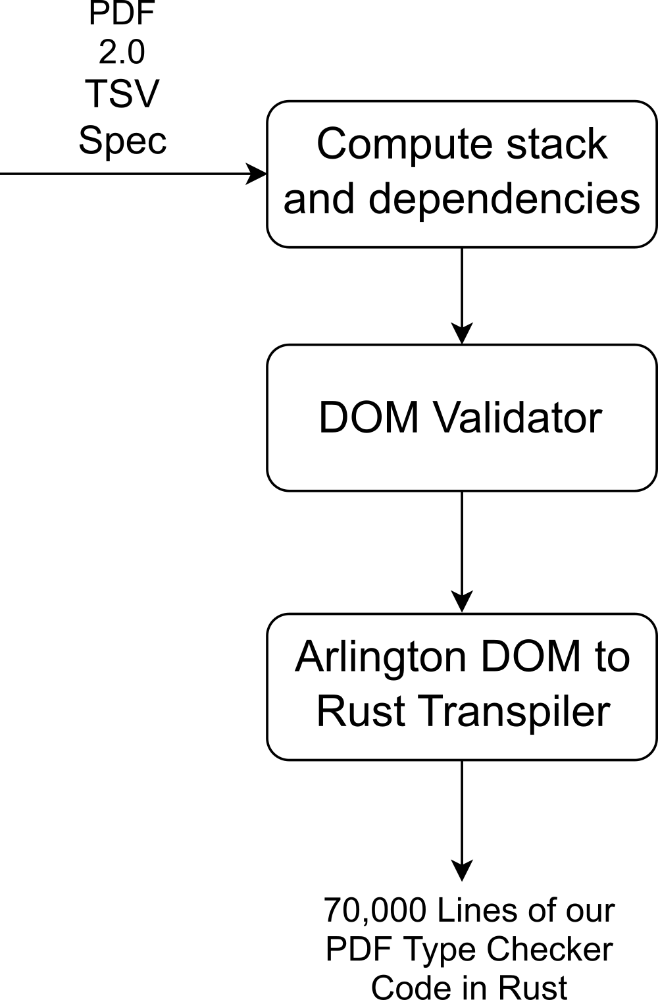 PDF
2.0
TSV
Spec
Compute stack
and dependencies
DOM Validator
Arlington DOM to
Rust Transpiler
70,000 Lines of our
PDF Type Checker
Code in Rust